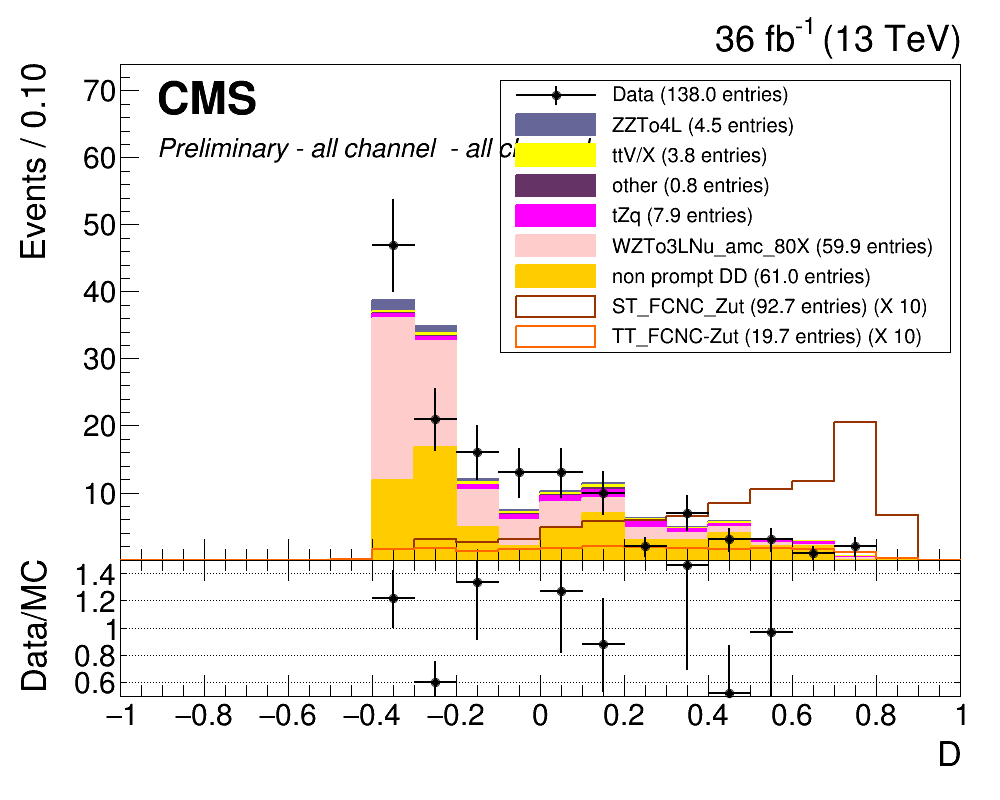 36 fb-1 (13 TeV)
CMS
Preliminary - all channel - all c
Events / 0.10
70
60
50
40
30
20
10
Data (138.0 entries)
ZZTo4L (4.5 entries)
ttV/X (3.8 entries)
other (0.8 entries)
tZq (7.9 entries)
WZTo3LNu_amc_80X (59.9 entries)
non prompt DD (61.0 entries)
ST_FCNC_Zut (92.7 entries) (X 10)
TT_FCNC-Zut (19.7 entries) (X 10)
Data/MC
1.4
1.2
1
0.8
0.6
−1 −0.8 −0.6 −0.4 −0.2 0 0.2 0.4 0.6 0.8 1
D